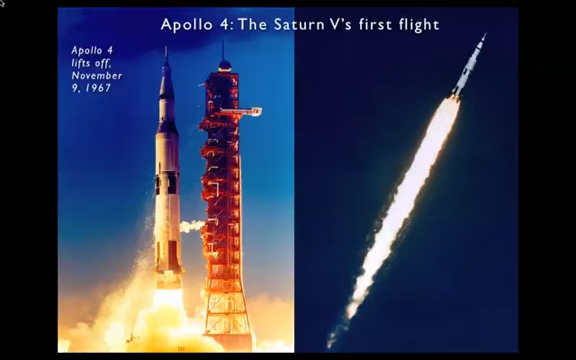 Apollo 4: The Saturn V's first flight
Apollo 4
lifts off,
November
9, 1967